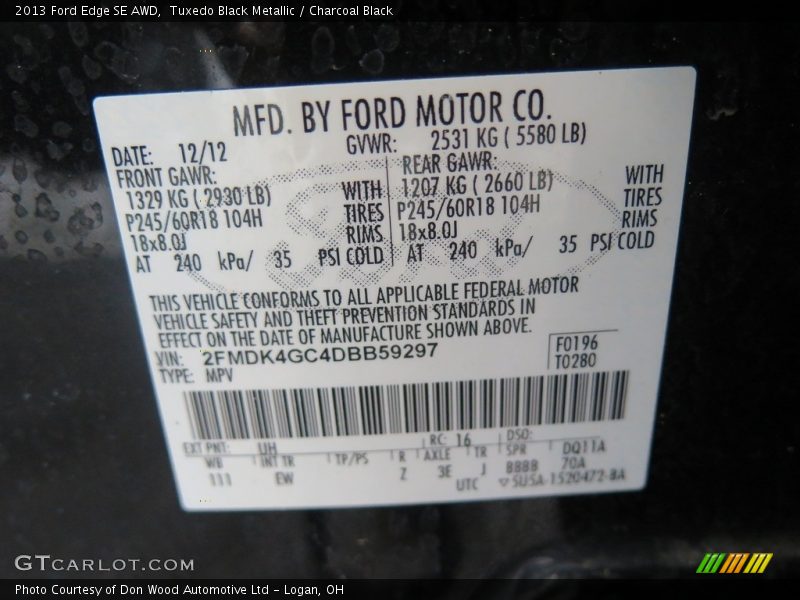 2013 Ford Edge SE AWD,  Tuxedo Black Metallic / Charcoal Black
MFD. BY FORD MOTOR CO.
DATE: 12/12 GVWR: 2531 KG ( 5580 LB)
FRONT GAWR: REAR GAWR:
1329 KG ( 2930 LB) WITH 1207 KG ( 2660 LB) WITH
P245/60R18 104H TIRES P245/60R18 104H TIRES
18x8.0J RIMS 18x8.0J RIMS
AT 240 kPa/ 35 PSI COLD AT 240 kPa/ 35 PSI COLD
THIS VEHICLE CONFORMS TO ALL APPLICABLE FEDERAL MOTOR
VEHICLE SAFETY AND THEFT PREVENTION STANDARDS IN
EFFECT ON THE DATE OF MANUFACTURE SHOWN ABOVE.
VIN: 2FMDK4GC4DBB59297 F0196
TYPE: MPV T0280
EXT PNT: UH RC: 16 DSO:
WB INT TR TP/PS R AXLE TR SPR DQ11A
111 EW Z 3E J 8888 70A
UTC ▽5USA-1520472-BA
GTCARLOT.COM
Photo Courtesy of Don Wood Automotive Ltd - Logan, OH